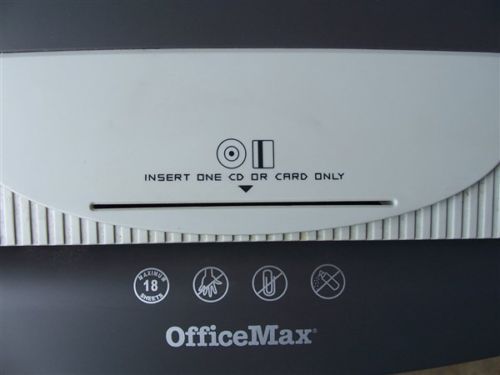 INSERT ONE CD OR CARD ONLY
MAXIMUM
18
SHEETS
OfficeMax®